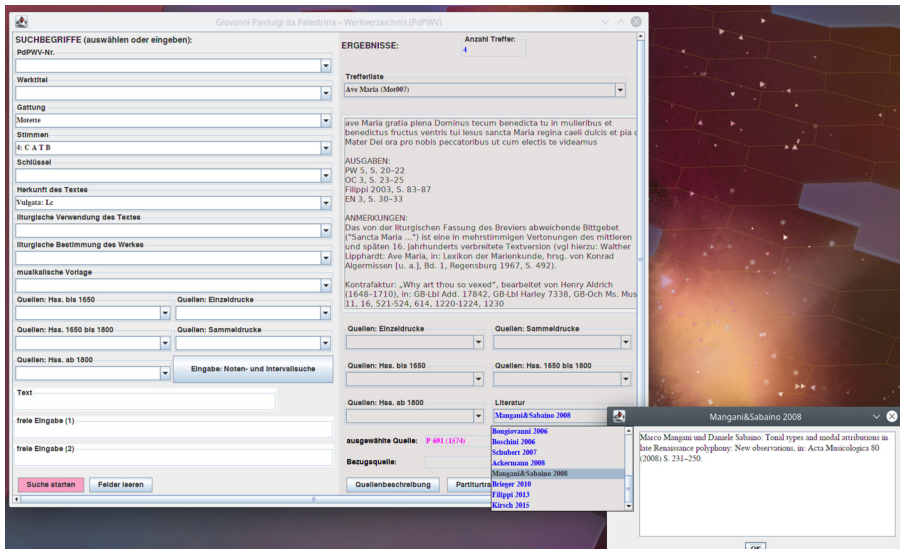 Giovanni Pierluigi da Palestrina – Werkverzeichnis (PdPWV)
SUCHBEGRIFFE (auswählen oder eingeben):
PdPWV-Nr.
Werktitel
Gattung
Motette
Stimmen
4: C A T B
Schlüssel
Herkunft des Textes
Vulgata: Lc
liturgische Verwendung des Textes
liturgische Bestimmung des Werkes
musikalische Vorlage
Quellen: Hss. bis 1650
Quellen: Einzeldrucke
Quellen: Hss. 1650 bis 1800
Quellen: Sammeldrucke
Quellen: Hss. ab 1800
Eingabe: Noten- und Intervallsuche
Text
freie Eingabe (1)
freie Eingabe (2)
Suche starten
Felder leeren
ERGEBNISSE:
Anzahl Treffer:
4
Trefferliste
Ave Maria (Mot007)
ave Maria gratia plena Dominus tecum benedicta tu in mulieribus et
benedictus fructus ventris tui Iesus sancta Maria regina caeli dulcis et pia o
Mater Dei ora pro nobis peccatoribus ut cum electis te videamus
AUSGABEN:
PW 5, S. 20–22
OC 3, S. 23–25
Filippi 2003, S. 83–87
EN 3, S. 30–33
ANMERKUNGEN:
Das von der liturgischen Fassung des Breviers abweichende Bittgebet
("Sancta Maria ...") ist eine in mehrstimmigen Vertonungen des mittleren
und späten 16. Jahrhunderts verbreitete Textversion (vgl hierzu: Walther
Lipphardt: Ave Maria, in: Lexikon der Marienkunde, hrsg. von Konrad
Algermissen [u. a.], Bd. 1, Regensburg 1967, S. 492).
Kontrafaktur: „Why art thou so vexed“, bearbeitet von Henry Aldrich
(1648–1710), in: GB-Lbl Add. 17842, GB-Lbl Harley 7338, GB-Och Ms. Mus
11, 16, 521-524, 614, 1220-1224, 1230
Quellen: Einzeldrucke
Quellen: Sammeldrucke
Quellen: Hss. bis 1650
Quellen: Hss. 1650 bis 1800
Quellen: Hss. ab 1800
Literatur
Mangani&Sabaino 2008
ausgewählte Quelle:
P 691 (1574)
Bezugsquelle:
Quellenbeschreibung
Partiturtra
Bongiovanni 2006
Boschini 2006
Schubert 2007
Ackermann 2008
Mangani&Sabaino 2008
Brieger 2010
Filippi 2013
Kirsch 2015
Mangani&Sabaino 2008
Marco Mangani und Daniele Sabaino: Tonal types and modal attributions in
late Renaissance polyphony: New observations, in: Acta Musicologica 80
(2008) S. 231–250.
OK